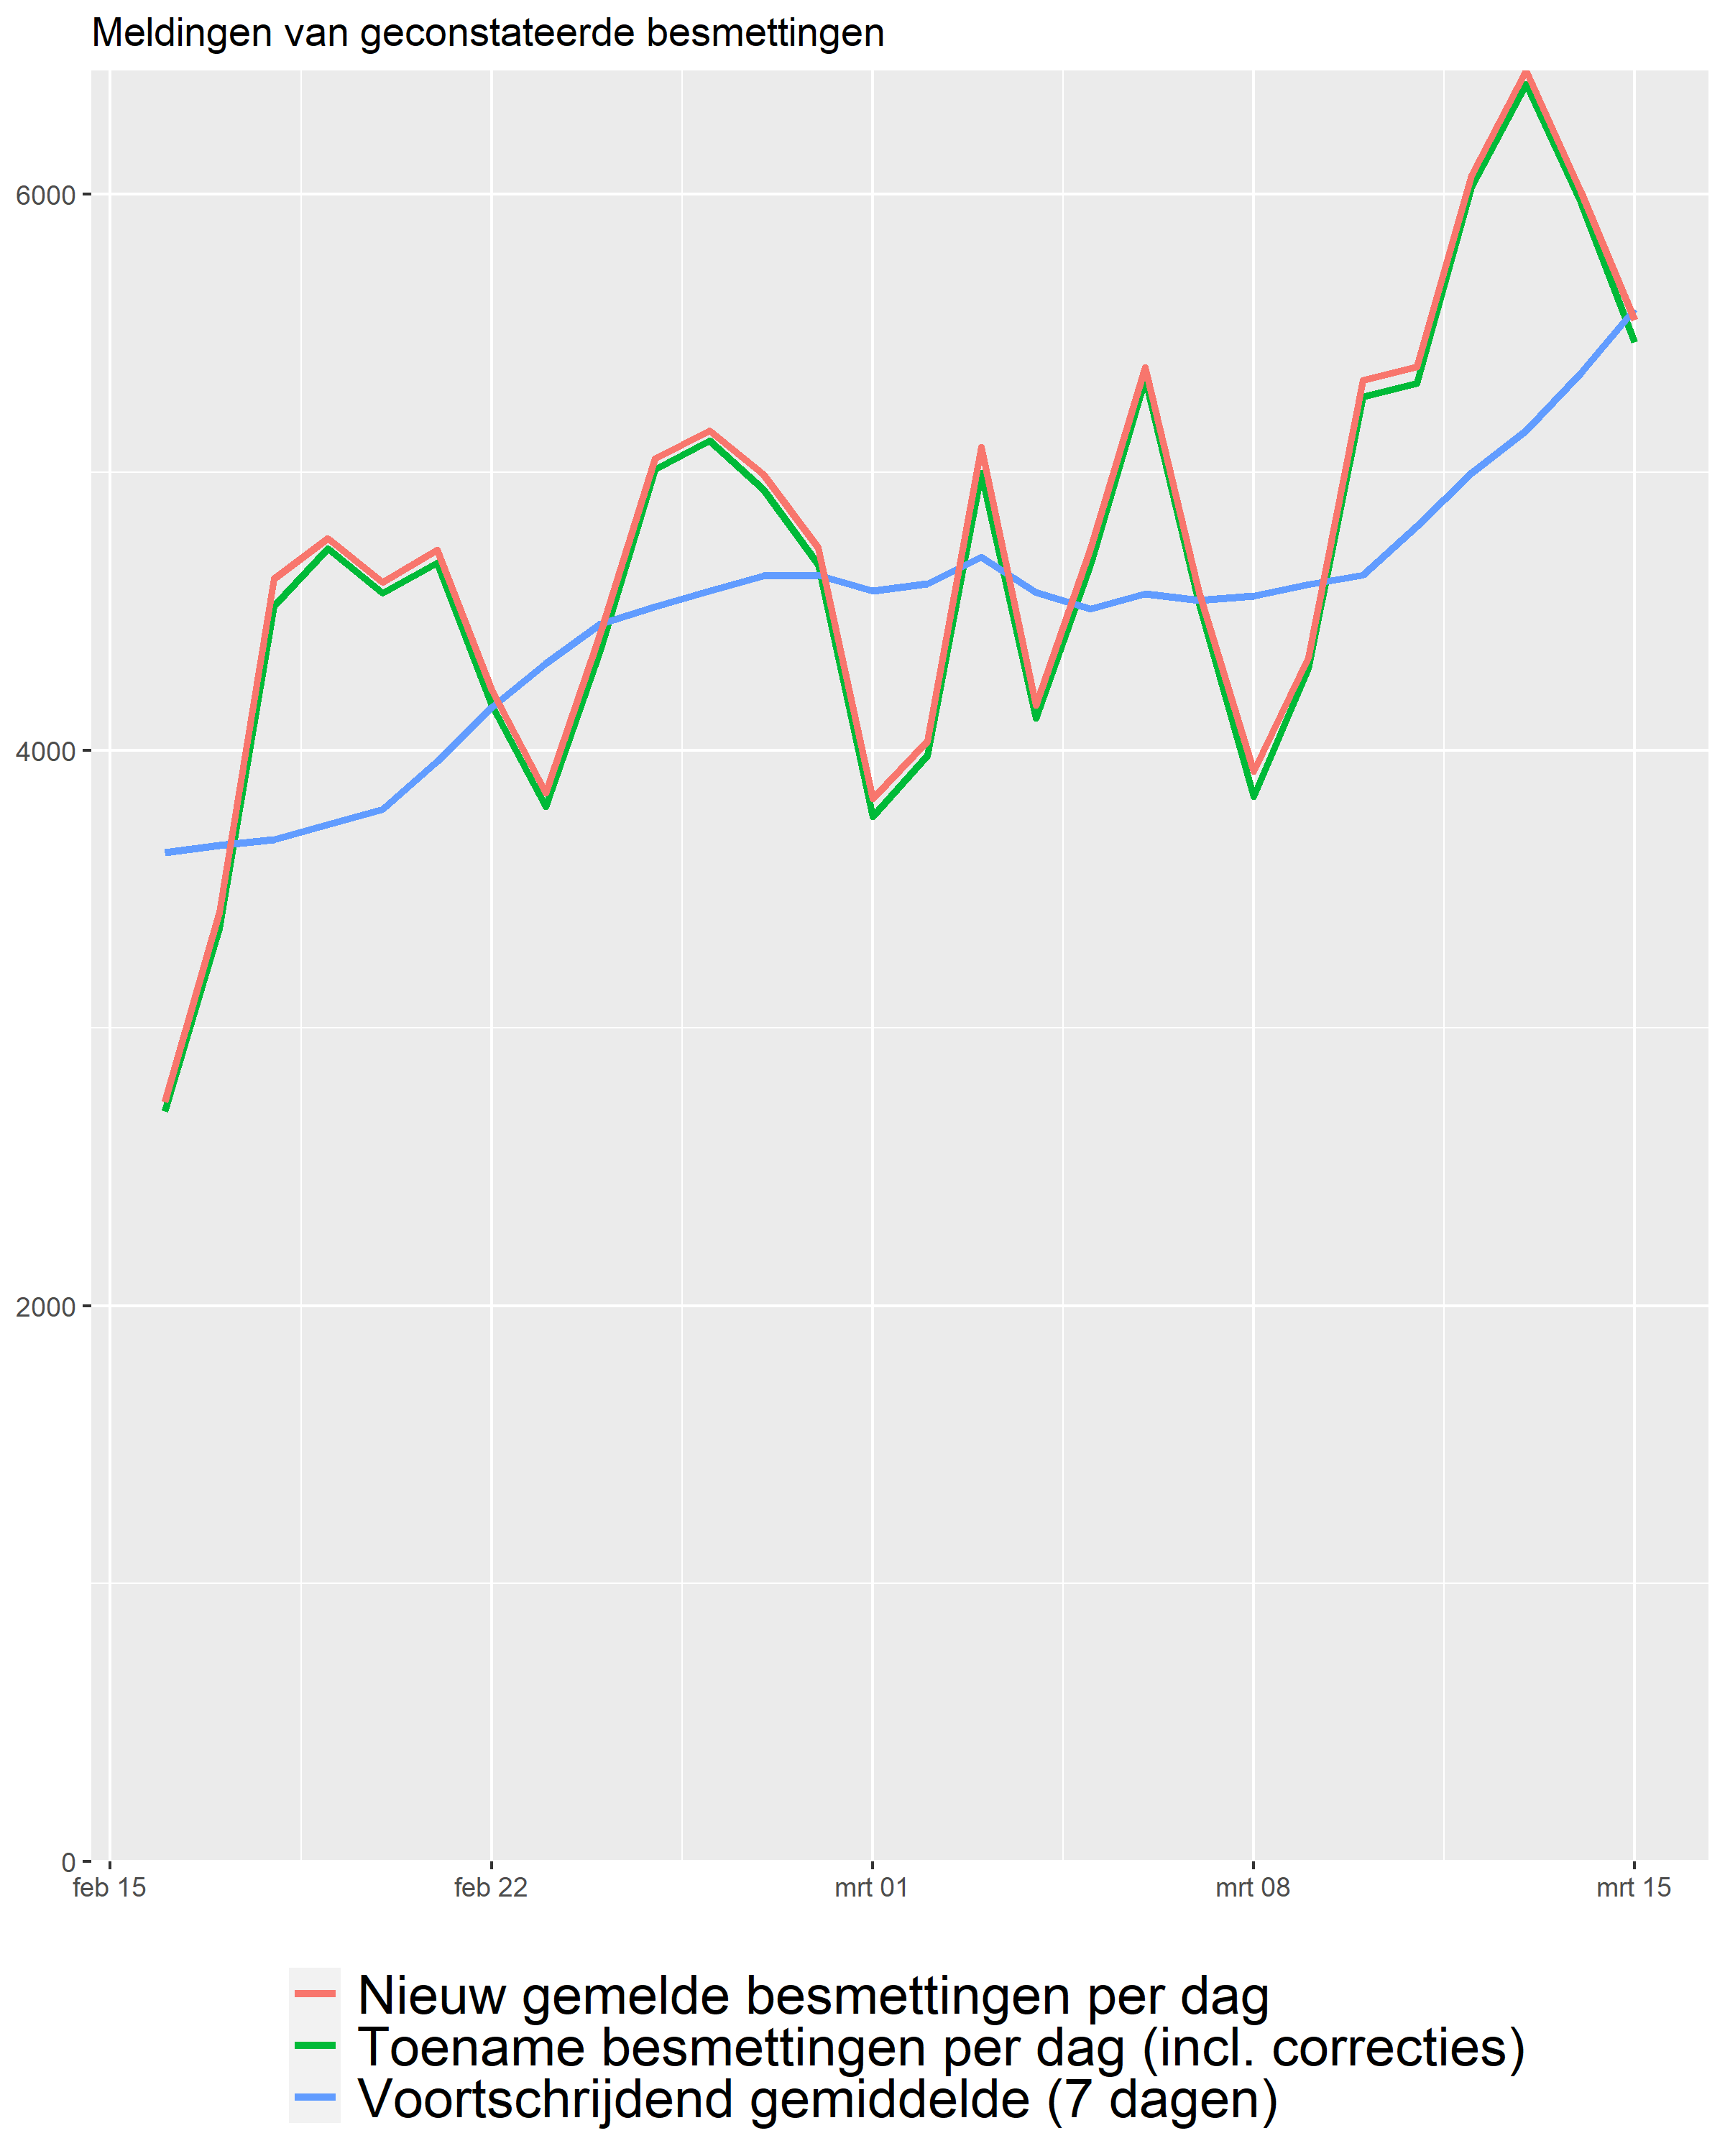 Meldingen van geconstateerde besmettingen
6000
4000
2000
0
feb 15
feb 22
mrt 01
mrt 08
mrt 15
Nieuw gemelde besmettingen per dag
Toename besmettingen per dag (incl. correcties)
Voortschrijdend gemiddelde (7 dagen)